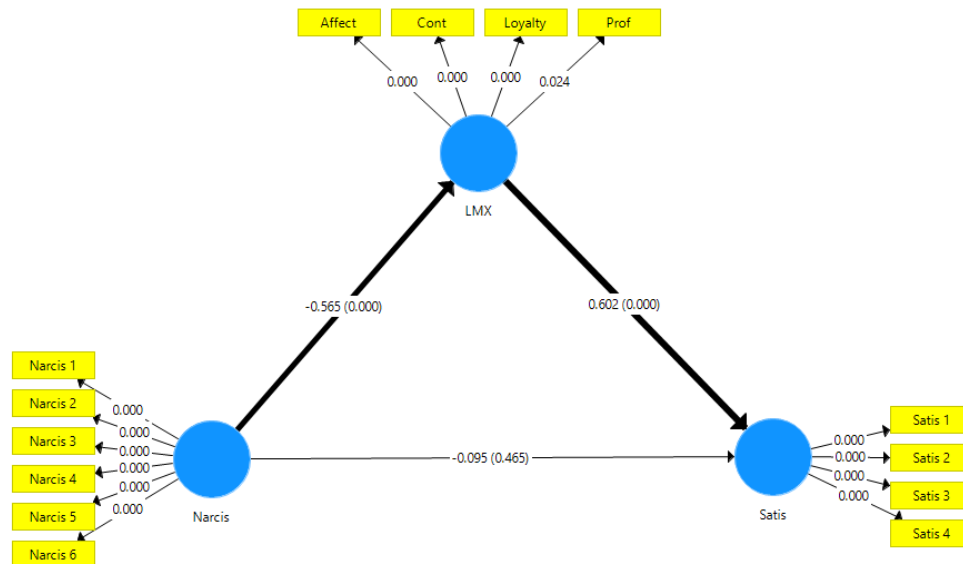 Affect
Cont
Loyalty
Prof
0.000
0.000
0.000
0.024
LMX
-0.565 (0.000)
0.602 (0.000)
Narcis 1
Narcis 2
Narcis 3
Narcis 4
Narcis 5
Narcis 6
0.000
0.000
0.000
0.000
0.000
0.000
Narcis
-0.095 (0.465)
Satis
0.000
0.000
0.000
0.000
Satis 1
Satis 2
Satis 3
Satis 4